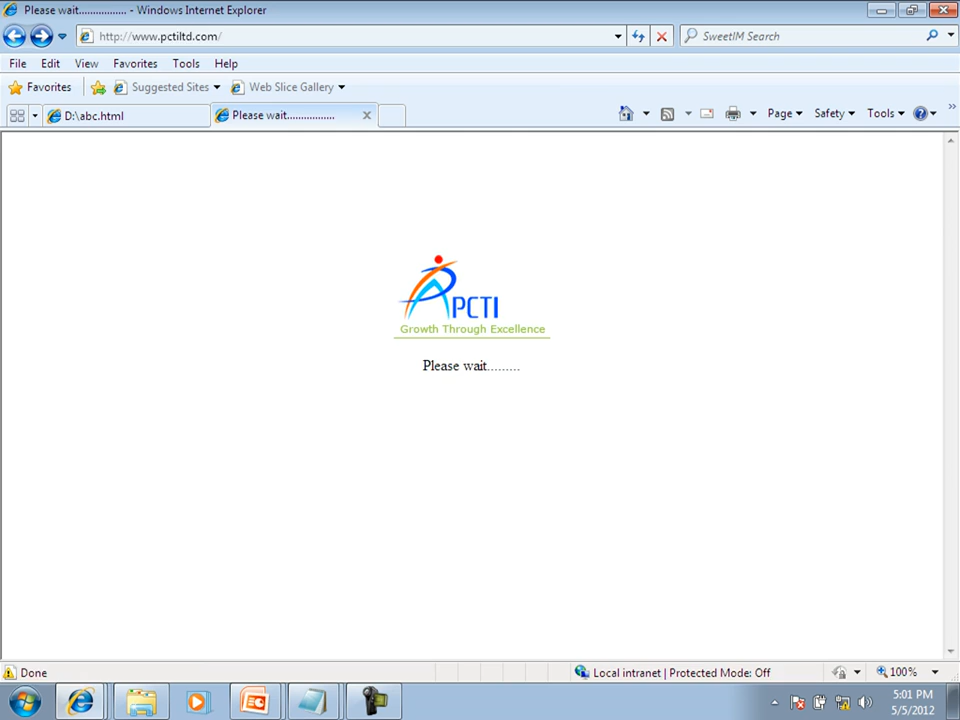 Please wait................. - Windows Internet Explorer
http://www.pctiltd.com/
SweetIM Search
File Edit View Favorites Tools Help
Favorites Suggested Sites Web Slice Gallery
D:\abc.html Please wait................. Page Safety Tools
PCTI
Growth Through Excellence
Please wait.........
Done Local intranet | Protected Mode: Off 100%
5:01 PM
5/5/2012